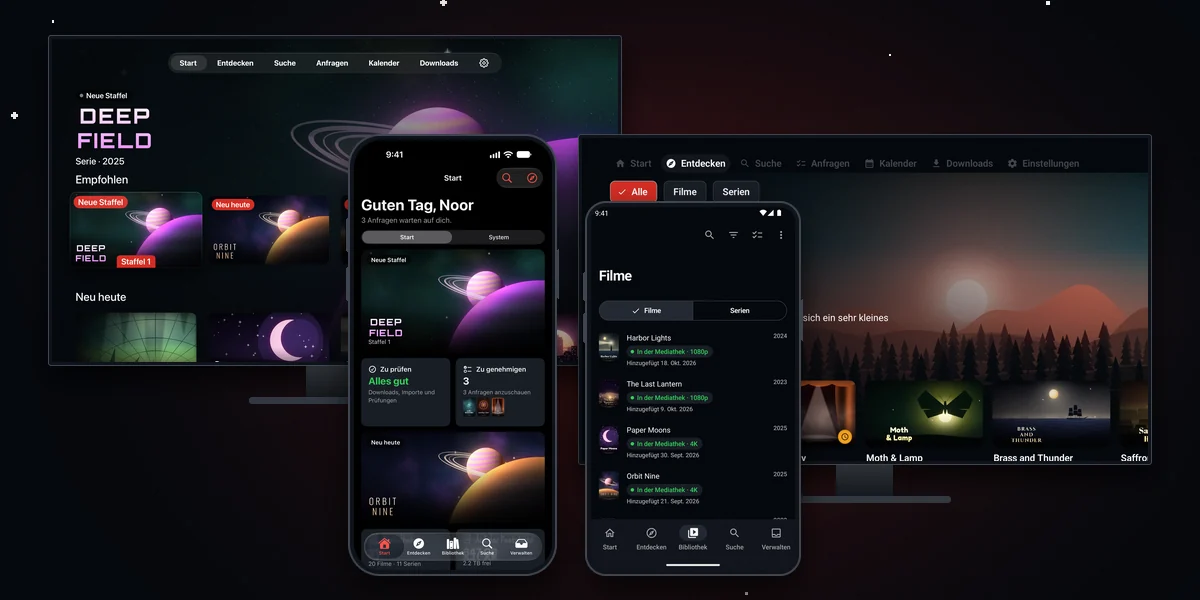 Start Entdecken Suche Anfragen Kalender Downloads
Neue Staffel
DEEP
FIELD
Serie · 2025
Empfohlen
Neue Staffel
DEEP
FIELD
Staffel 1
Neu heute
ORBIT
NINE
Neu heute
9:41
Start
Guten Tag, Noor
3 Anfragen warten auf dich.
Start System
Neue Staffel
DEEP
FIELD
Staffel 1
Zu prüfen
Alles gut
Downloads, Importe und
Prüfungen
Zu genehmigen
3
3 Anfragen anzuschauen
Neu heute
ORBIT
NINE
Start Entdecken Bibliothek Suche Verwalten
20 Filme · 11 Serien
2.2 TB frei
Start Entdecken Suche Anfragen Kalender Downloads Einstellungen
Alle Filme Serien
sich ein sehr kleines
Moth
& Lamp
BRASS
AND
THUNDER
Moth & Lamp
Brass and Thunder
9:41
Filme
Filme Serien
Harbor Lights 2024
In der Mediathek · 1080p
Hinzugefügt 18. Okt. 2026
The Last Lantern 2023
In der Mediathek · 1080p
Hinzugefügt 9. Okt. 2026
Paper Moons 2025
In der Mediathek · 4K
Hinzugefügt 30. Sept. 2026
Orbit Nine 2025
In der Mediathek · 4K
Hinzugefügt 21. Sept. 2026
Start Entdecken Bibliothek Suche Verwalten